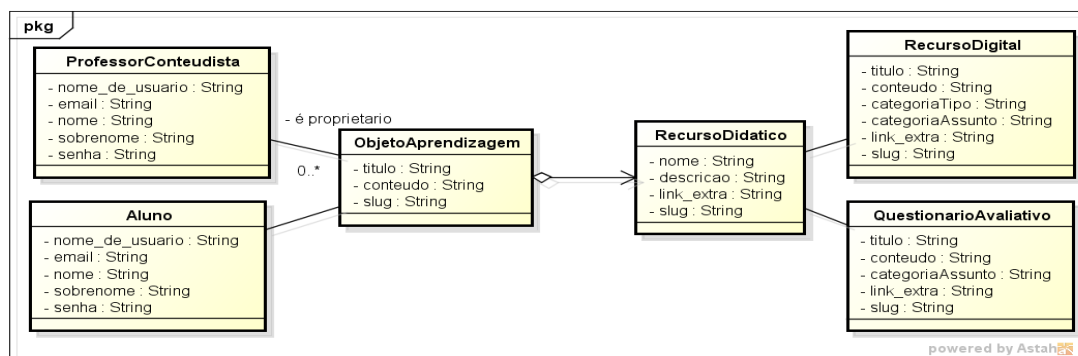 pkg
ProfessorConteudista
- nome_de_usuario : String
- email : String
- nome : String
- sobrenome : String
- senha : String
- é proprietario
0..*
Aluno
- nome_de_usuario : String
- email : String
- nome : String
- sobrenome : String
- senha : String
ObjetoAprendizagem
- titulo : String
- conteudo : String
- slug : String
RecursoDidatico
- nome : String
- descricao : String
- link_extra : String
- slug : String
RecursoDigital
- titulo : String
- conteudo : String
- categoriaTipo : String
- categoriaAssunto : String
- link_extra : String
- slug : String
QuestionarioAvaliativo
- titulo : String
- conteudo : String
- categoriaAssunto : String
- link_extra : String
- slug : String
powered by Astah